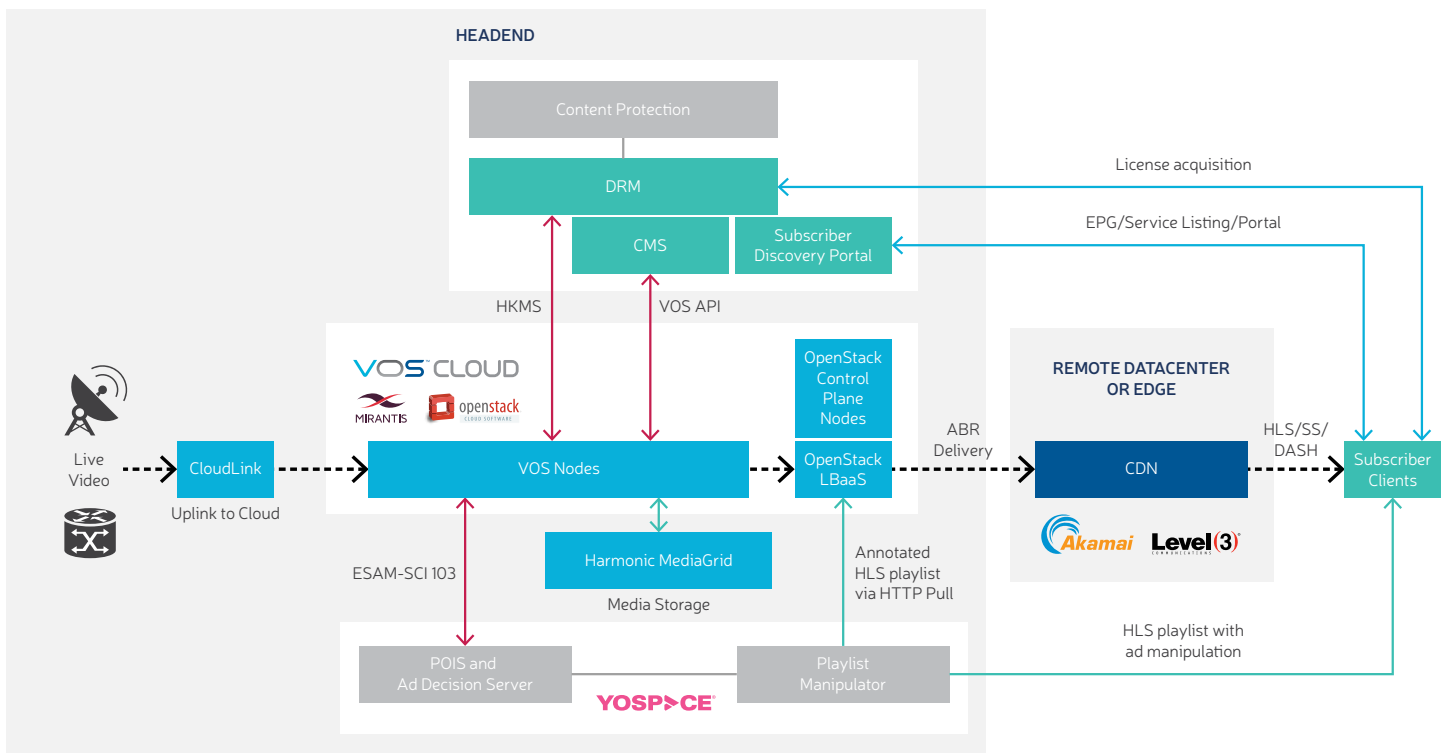 HEADEND
Content Protection
DRM
CMS
Subscriber
Discovery Portal
License acquisition
EPG/Service Listing/Portal
HKMS
VOS API
VOS™ CLOUD
MIRANTIS
openstack
CLOUD SOFTWARE
OpenStack
Control
Plane
Nodes
REMOTE DATACENTER
OR EDGE
Live
Video
CloudLink
Uplink to Cloud
VOS Nodes
OpenStack
LBaaS
ABR
Delivery
CDN
HLS/SS/
DASH
Subscriber
Clients
Akamai
Level(3)®
COMMUNICATIONS
ESAM-SCI 103
Harmonic MediaGrid
Media Storage
Annotated
HLS playlist
via HTTP Pull
HLS playlist with
ad manipulation
POIS and
Ad Decision Server
YOSPACE®
Playlist
Manipulator